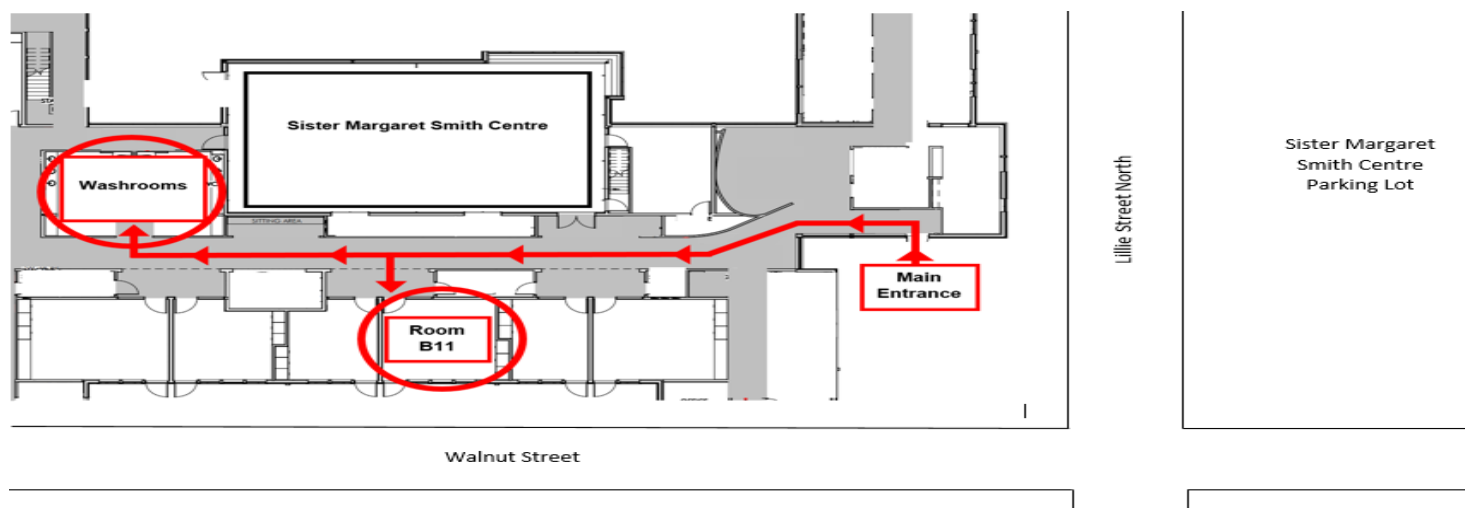 Sister Margaret Smith Centre
Washrooms
SITTING AREA
Main
Entrance
Room
B11
Walnut Street
Lillie Street North
Sister Margaret
Smith Centre
Parking Lot